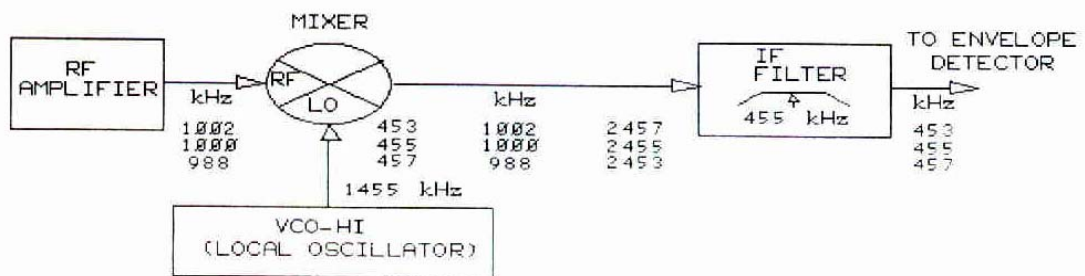 MIXER
RF
AMPLIFIER
RF
LO
IF
FILTER
455 kHz
TO ENVELOPE
DETECTOR
kHz
1002
1000
988
453
455
457
kHz
1002
1000
988
2457
2455
2453
kHz
453
455
457
1455 kHz
VCO-HI
(LOCAL OSCILLATOR)